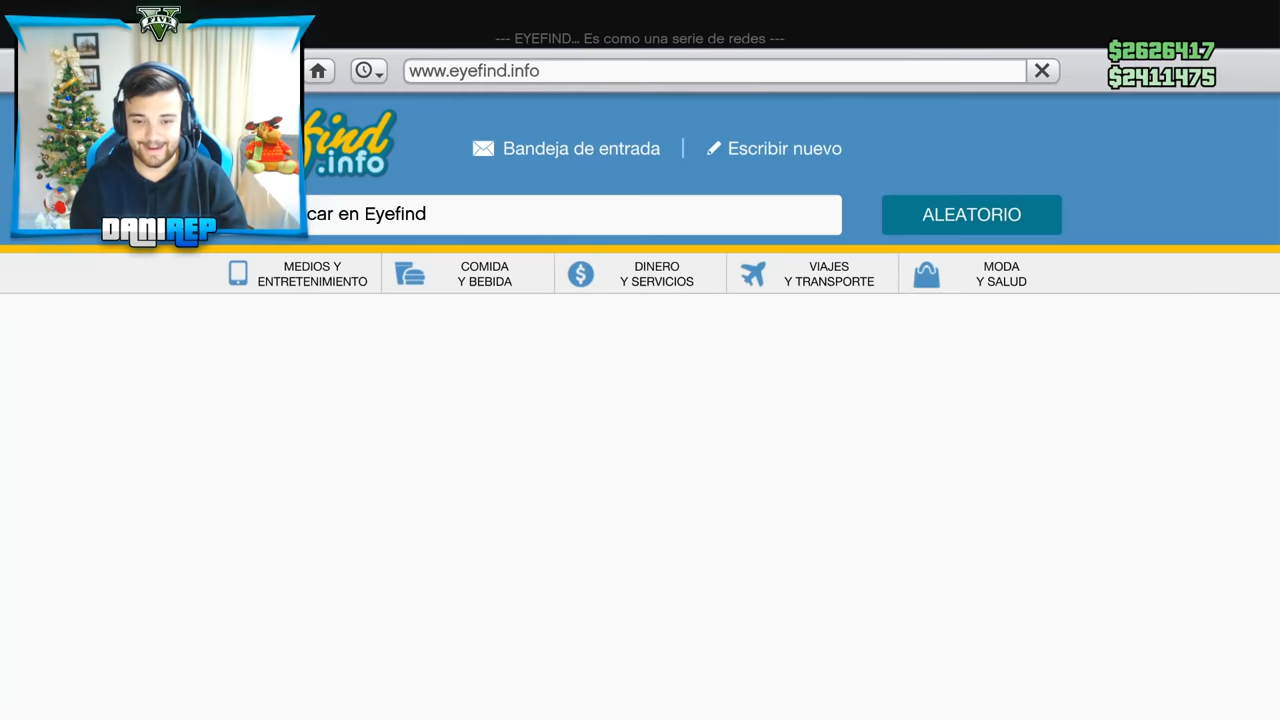 FIVE
--- EYEFIND... Es como una serie de redes ---
$2626417
$2411475
www.eyefind.info
find
.info
Bandeja de entrada
Escribir nuevo
car en Eyefind
ALEATORIO
DANIREP
MEDIOS Y
ENTRETENIMIENTO
COMIDA
Y BEBIDA
DINERO
Y SERVICIOS
VIAJES
Y TRANSPORTE
MODA
Y SALUD